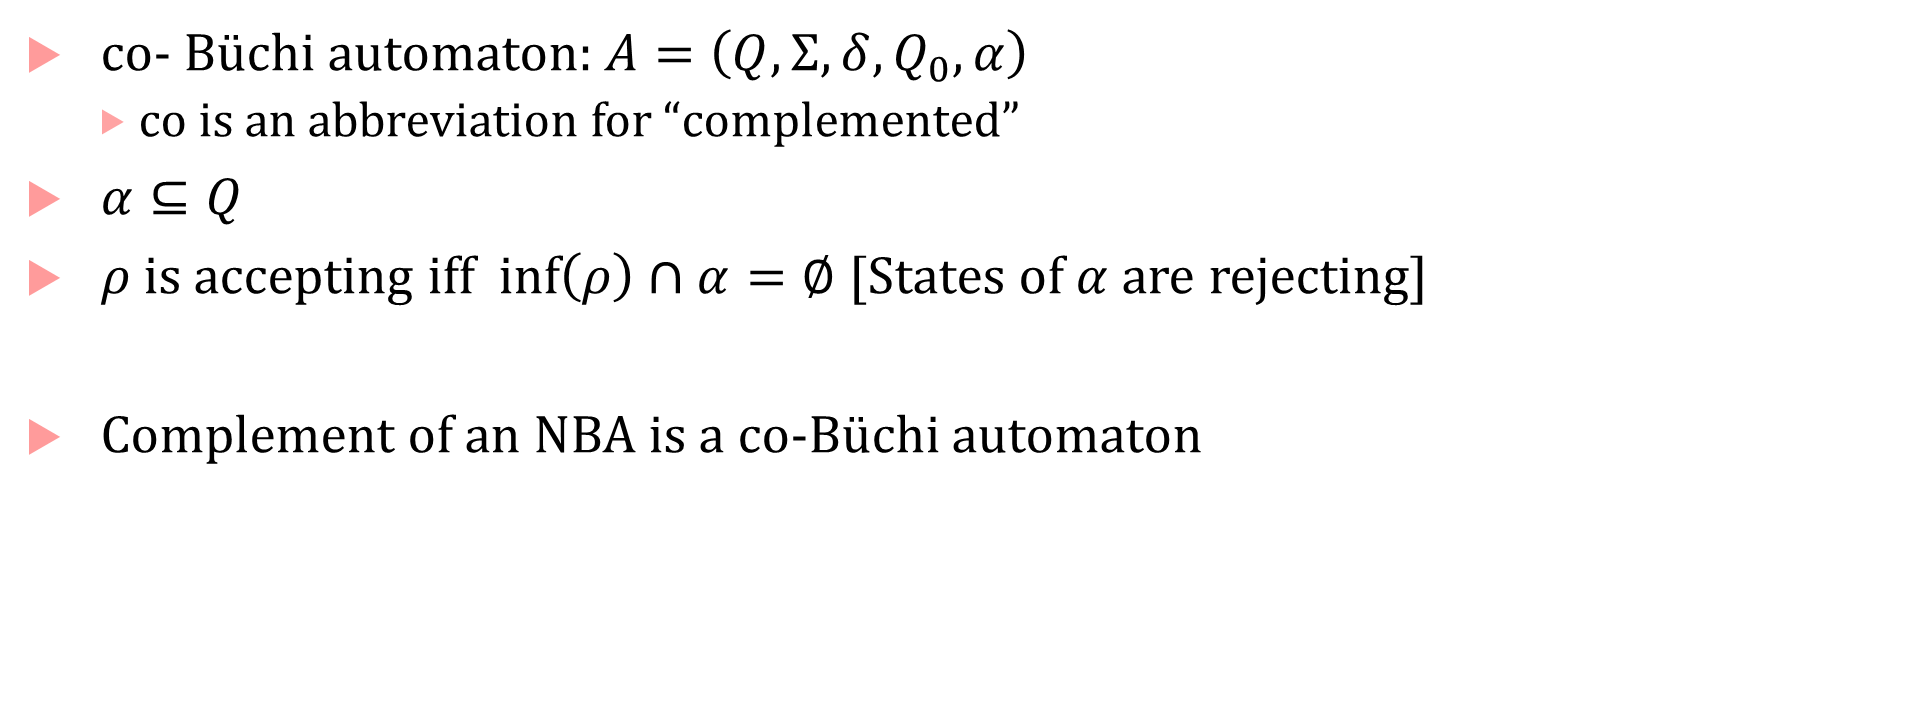 co- Büchi automaton: A = (Q, Σ, δ, Q₀, α)
co is an abbreviation for “complemented”
α ⊆ Q
ρ is accepting iff inf(ρ) ∩ α = ∅ [States of α are rejecting]
Complement of an NBA is a co-Büchi automaton